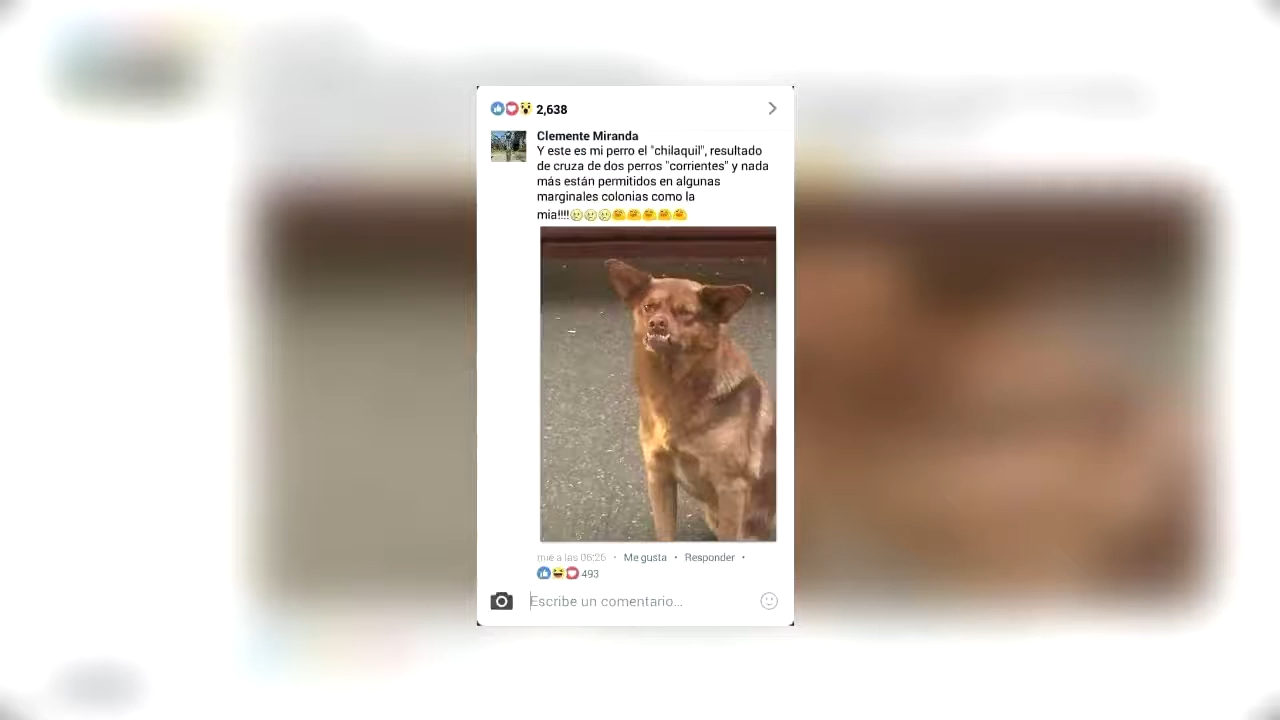 2,638
Clemente Miranda
Y este es mi perro el "chilaquil", resultado
de cruza de dos perros "corrientes" y nada
más están permitidos en algunas
marginales colonias como la
mia!!!!
mié a las 06:26 · Me gusta · Responder ·
493
Escribe un comentario...